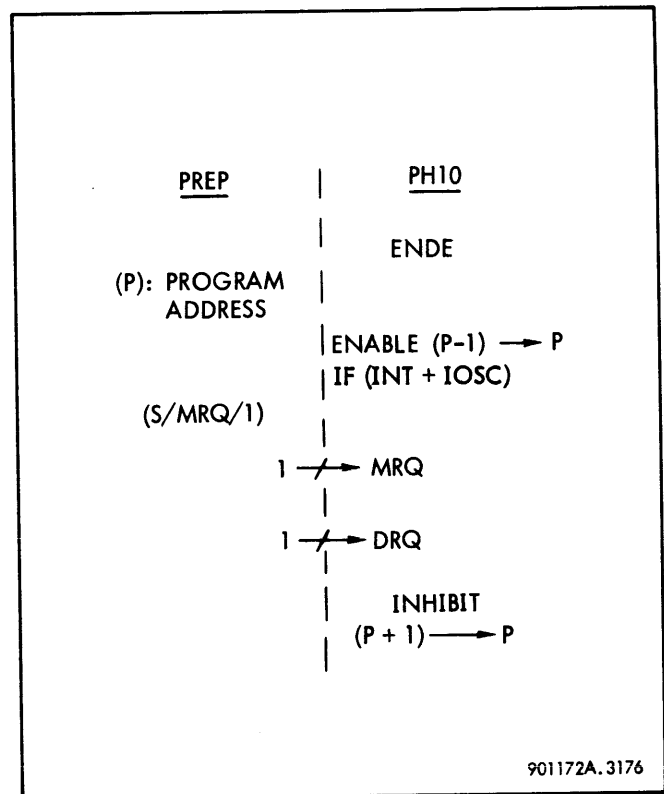 PREP
PH10
ENDE
(P): PROGRAM
ADDRESS
ENABLE (P-1) → P
IF (INT + IOSC)
(S/MRQ/1)
1 → MRQ
1 → DRQ
INHIBIT
(P + 1) → P
901172A.3176